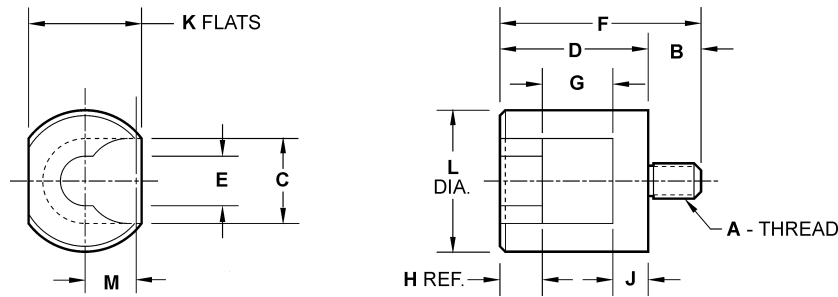 K FLATS
F
D
B
G
E
C
L
DIA.
A - THREAD
M
H REF.
J